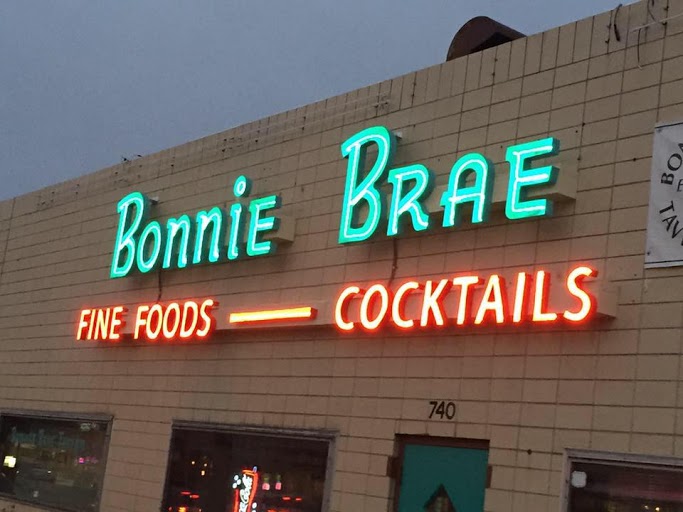 Bonnie Brae
FINE FOODS — COCKTAILS
740